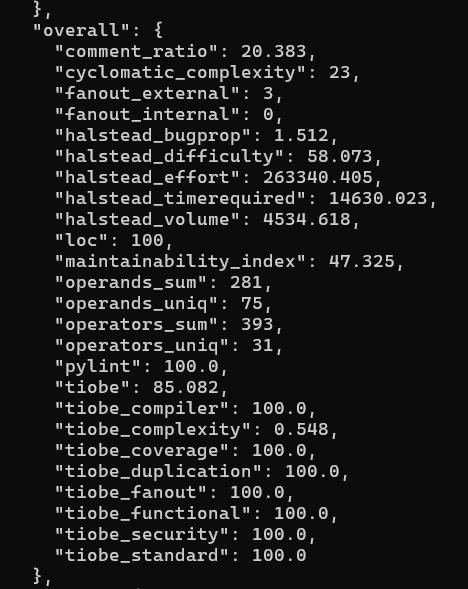 },
"overall": {
"comment_ratio": 20.383,
"cyclomatic_complexity": 23,
"fanout_external": 3,
"fanout_internal": 0,
"halstead_bugprop": 1.512,
"halstead_difficulty": 58.073,
"halstead_effort": 263340.405,
"halstead_timerequired": 14630.023,
"halstead_volume": 4534.618,
"loc": 100,
"maintainability_index": 47.325,
"operands_sum": 281,
"operands_uniq": 75,
"operators_sum": 393,
"operators_uniq": 31,
"pylint": 100.0,
"tiobe": 85.082,
"tiobe_compiler": 100.0,
"tiobe_complexity": 0.548,
"tiobe_coverage": 100.0,
"tiobe_duplication": 100.0,
"tiobe_fanout": 100.0,
"tiobe_functional": 100.0,
"tiobe_security": 100.0,
"tiobe_standard": 100.0
},